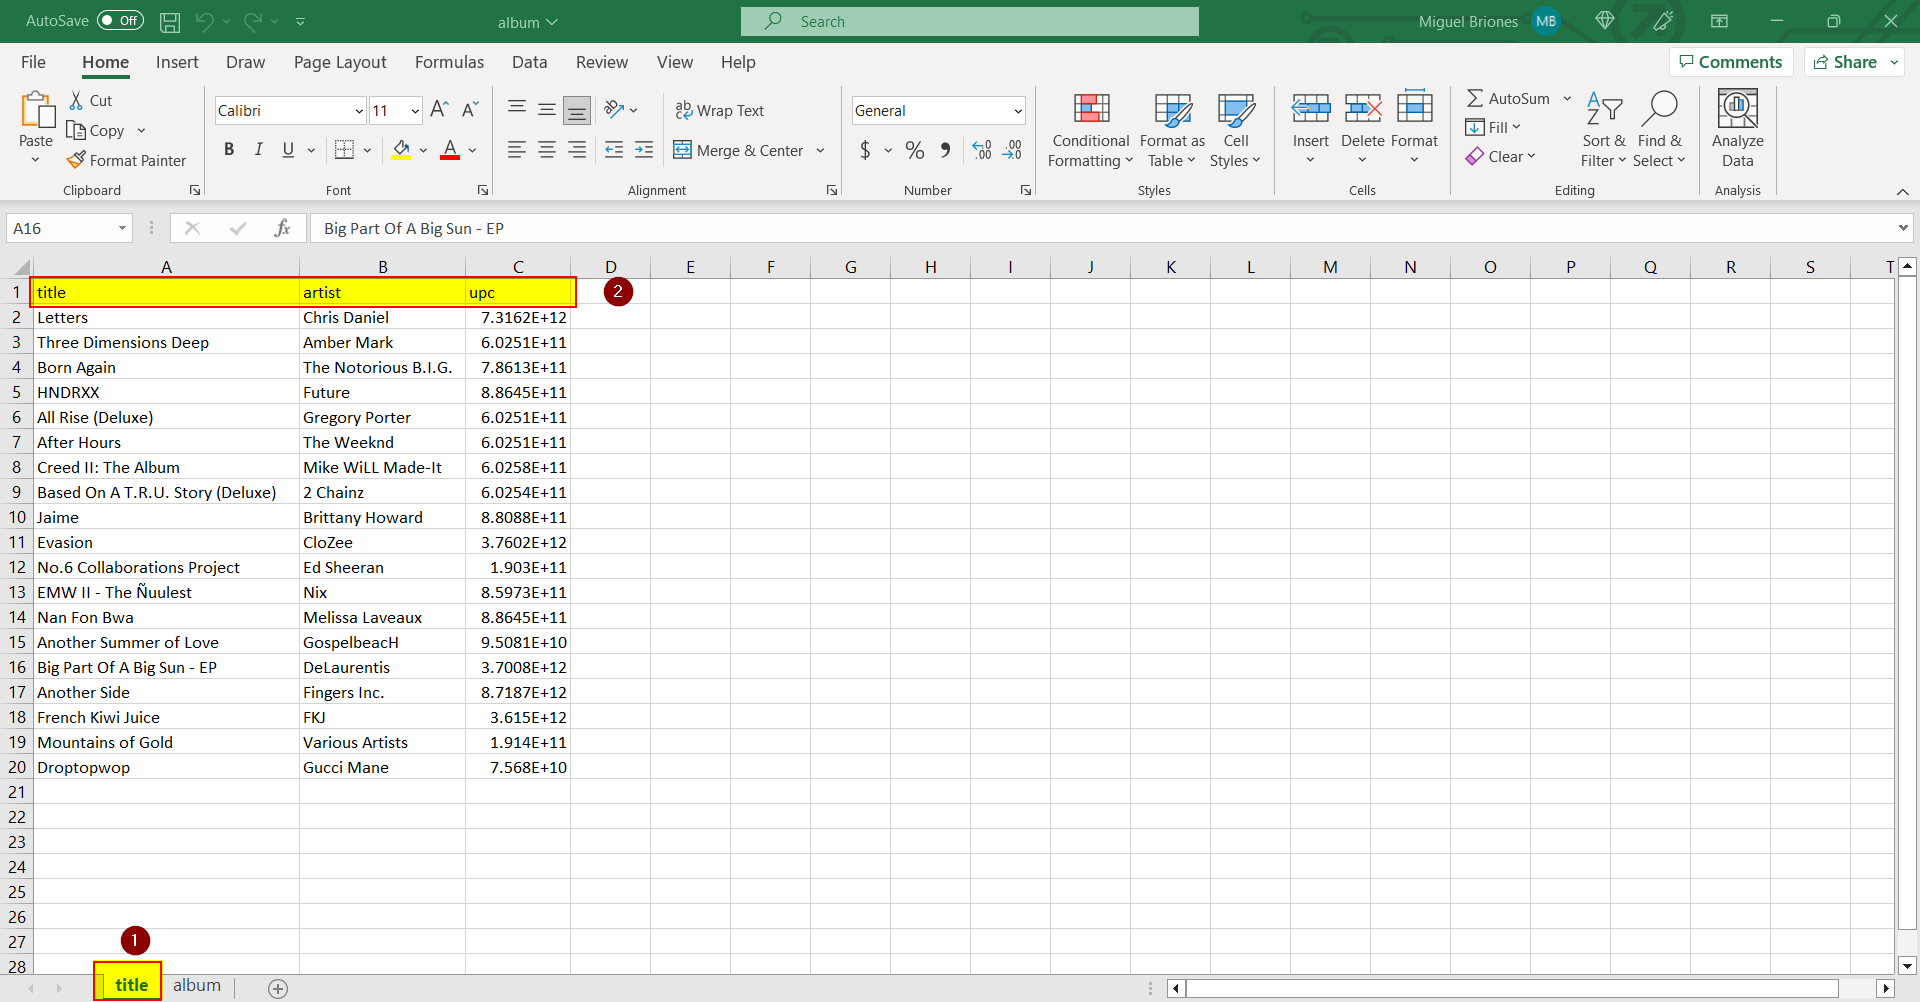 AutoSave Off album Search Miguel Briones MB
File Home Insert Draw Page Layout Formulas Data Review View Help Comments Share
Paste Cut Copy Format Painter
Clipboard
Calibri 11
B I U A
Font
ab Wrap Text
Merge & Center
Alignment
General
$ % 9 .00 .00
Number
Conditional Formatting Format as Table Cell Styles
Styles
Insert Delete Format
Cells
AutoSum Fill Clear
Sort & Filter Find & Select
Editing
Analyze Data
Analysis
A16 fx Big Part Of A Big Sun - EP
A B C D E F G H I J K L M N O P Q R S T
1 title artist upc 2
2 Letters Chris Daniel 7.3162E+12
3 Three Dimensions Deep Amber Mark 6.0251E+11
4 Born Again The Notorious B.I.G. 7.8613E+11
5 HNDRXX Future 8.8645E+11
6 All Rise (Deluxe) Gregory Porter 6.0251E+11
7 After Hours The Weeknd 6.0251E+11
8 Creed II: The Album Mike WiLL Made-It 6.0258E+11
9 Based On A T.R.U. Story (Deluxe) 2 Chainz 6.0254E+11
10 Jaime Brittany Howard 8.8088E+11
11 Evasion CloZee 3.7602E+12
12 No.6 Collaborations Project Ed Sheeran 1.903E+11
13 EMW II - The Ñuulest Nix 8.5973E+11
14 Nan Fon Bwa Melissa Laveaux 8.8645E+11
15 Another Summer of Love GospelbeacH 9.5081E+10
16 Big Part Of A Big Sun - EP DeLaurentis 3.7008E+12
17 Another Side Fingers Inc. 8.7187E+12
18 French Kiwi Juice FKJ 3.615E+12
19 Mountains of Gold Various Artists 1.914E+11
20 Droptopwop Gucci Mane 7.568E+10
21
22
23
24
25
26
27 1
28
title album